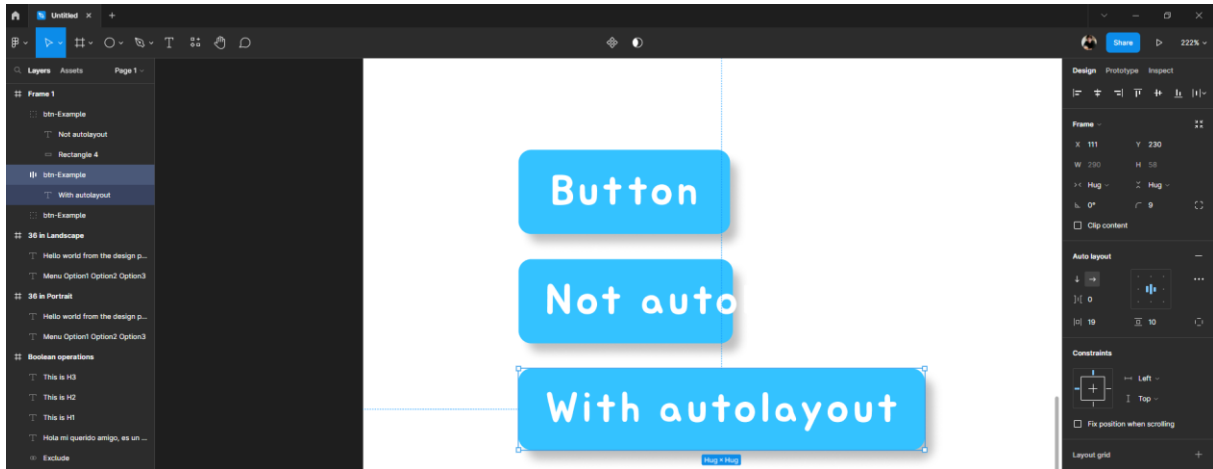 Untitled
Share
222%
Layers Assets Page 1
Design Prototype Inspect
Frame 1
btn-Example
Not autolayout
Rectangle 4
btn-Example
With autolayout
btn-Example
36 in Landscape
Hello world from the design p...
Menu Option1 Option2 Option3
36 in Portrait
Hello world from the design p...
Menu Option1 Option2 Option3
Boolean operations
This is H3
This is H2
This is H1
Hola mi querido amigo, es un ...
Exclude
Button
Not auto
With autolayout
Hug × Hug
Frame
X 111 Y 230
W 290 H 58
Hug Hug
0° 9
Clip content
Auto layout
0
19 10
Constraints
Left
Top
Fix position when scrolling
Layout grid